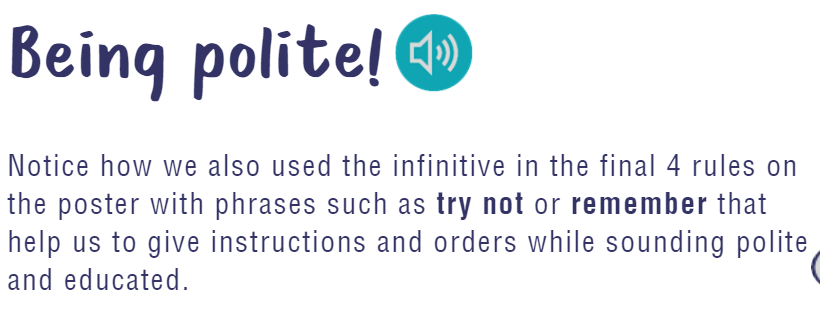 Being polite!
Notice how we also used the infinitive in the final 4 rules on
the poster with phrases such as try not or remember that
help us to give instructions and orders while sounding polite
and educated.